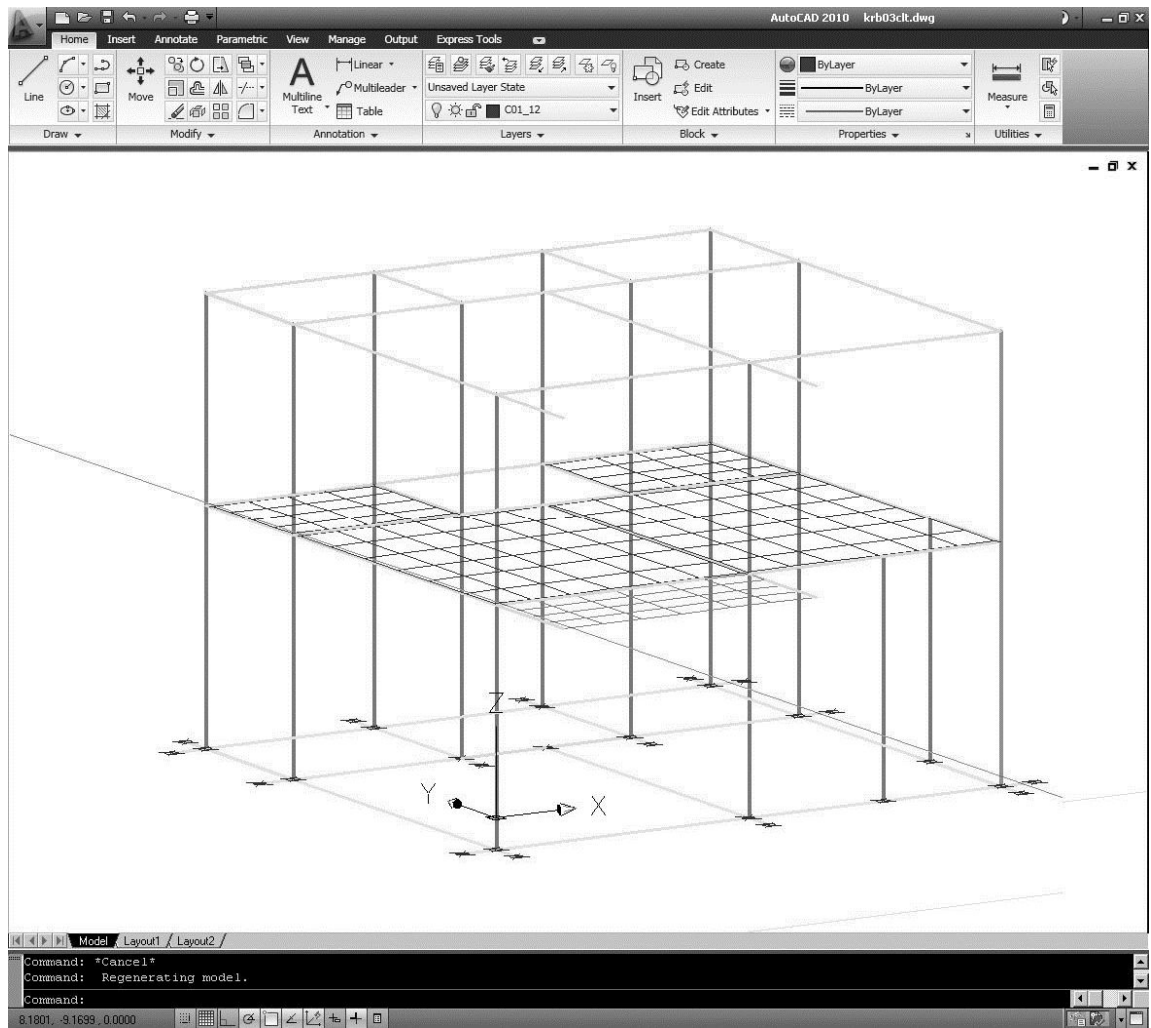 AutoCAD 2010 krb03clt.dwg
Home Insert Annotate Parametric View Manage Output Express Tools
Line
Move
A
Multiline Text
Linear
Multileader
Table
Unsaved Layer State
C01_12
Insert
Create
Edit
Edit Attributes
ByLayer
ByLayer
ByLayer
Measure
Draw Modify Annotation Layers Block Properties Utilities
Z
Y
X
Model Layout1 Layout2
Command: *Cancel*
Command: Regenerating model.
Command:
8.1801, -9.1699, 0.0000